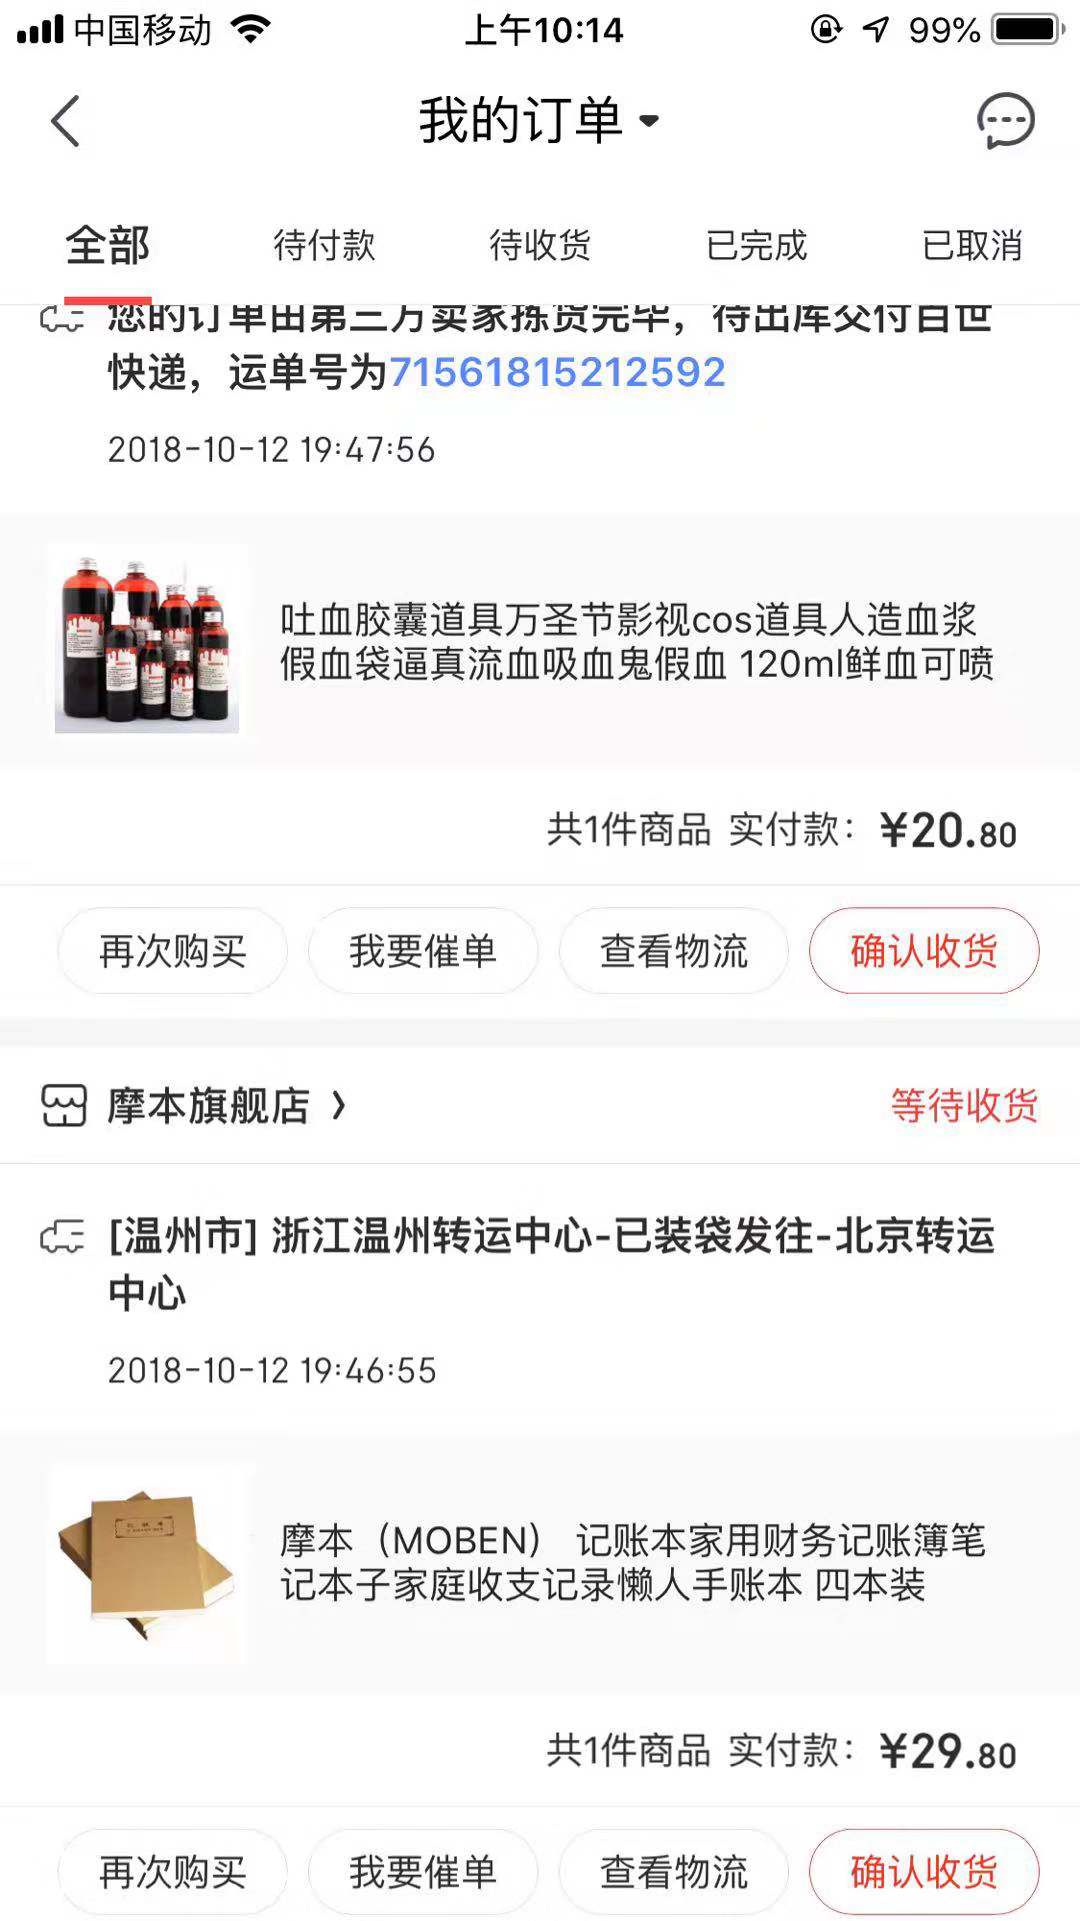 中国移动
上午10:14
99%
我的订单
全部
待付款
待收货
已完成
已取消
您的订单由第三方卖家拣货完毕，待出库交付百世
快递，运单号为71561815212592
2018-10-12 19:47:56
吐血胶囊道具万圣节影视cos道具人造血浆
假血袋逼真流血吸血鬼假血 120ml鲜血可喷
共1件商品 实付款：¥20.80
再次购买
我要催单
查看物流
确认收货
摩本旗舰店
等待收货
[温州市] 浙江温州转运中心-已装袋发往-北京转运
中心
2018-10-12 19:46:55
摩本（MOBEN） 记账本家用财务记账簿笔
记本子家庭收支记录懒人手账本 四本装
共1件商品 实付款：¥29.80
再次购买
我要催单
查看物流
确认收货